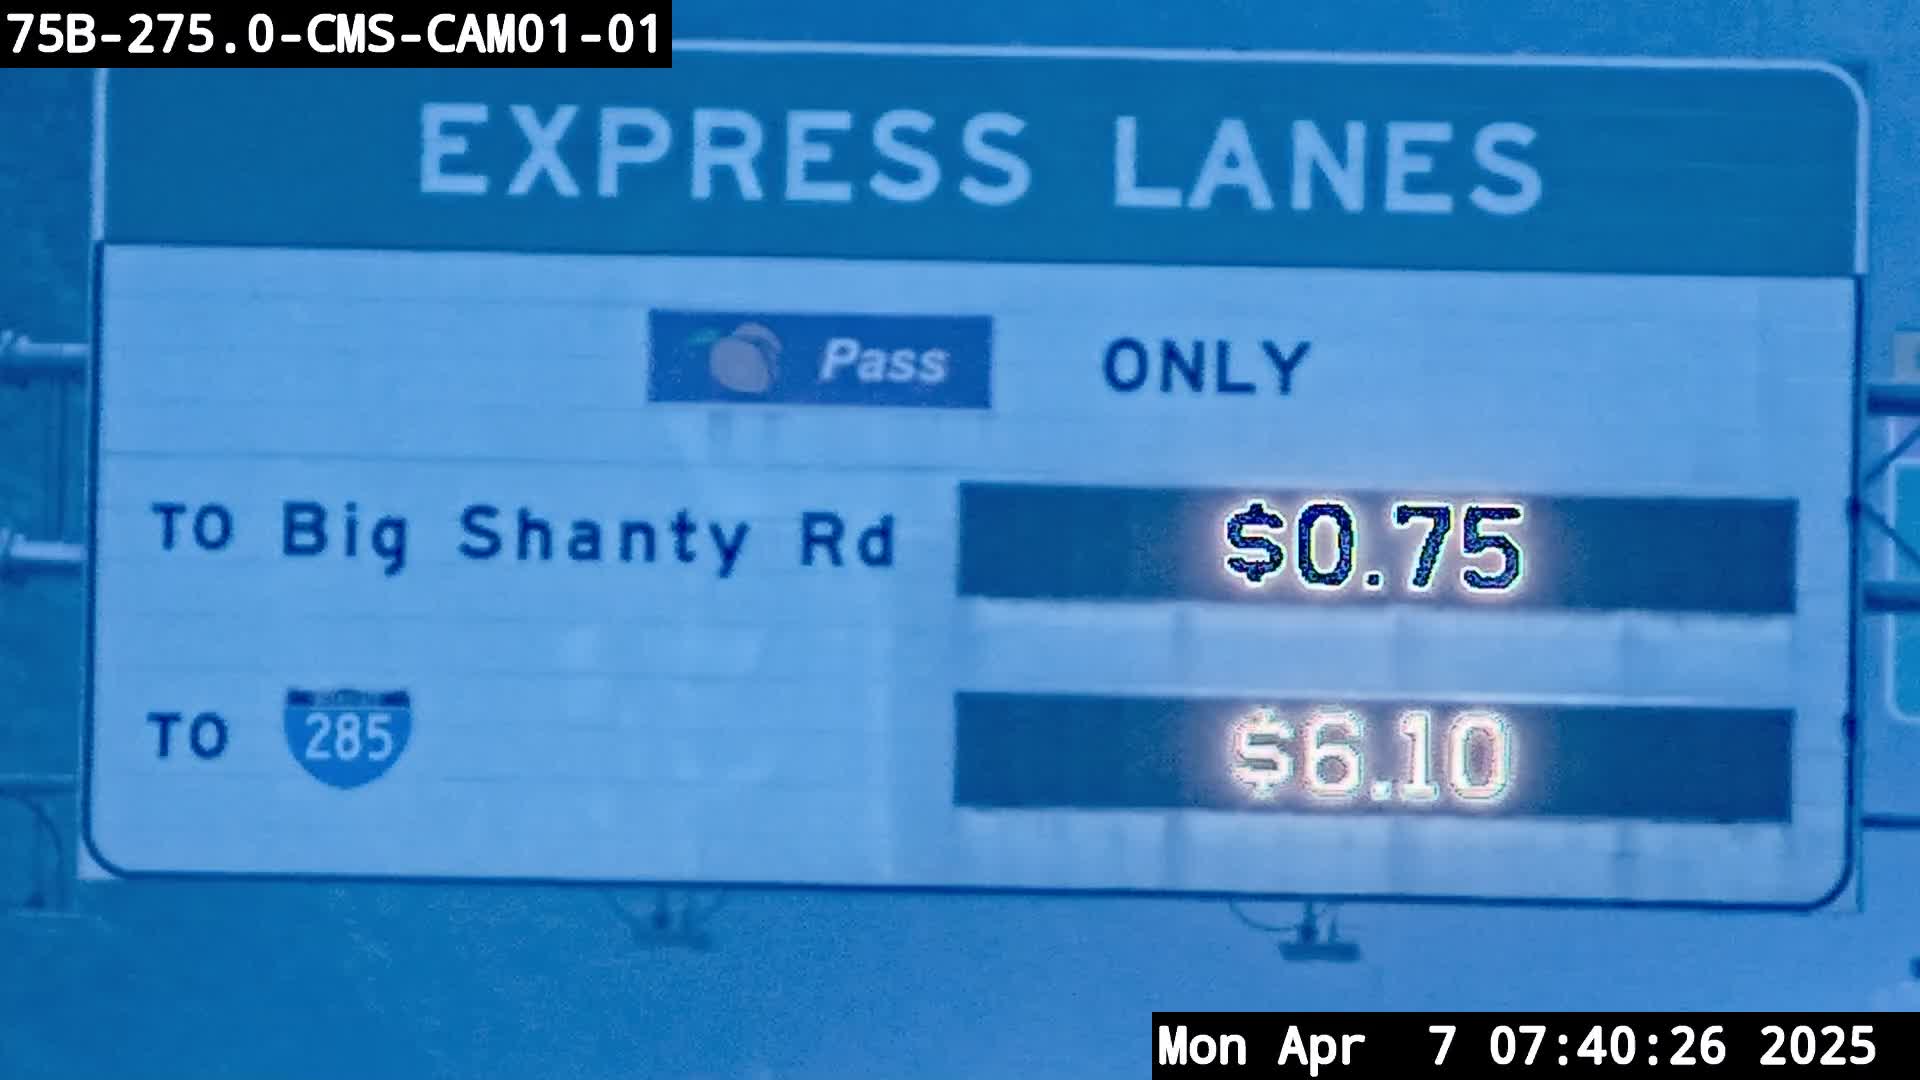 75B-275.0-CMS-CAM01-01
EXPRESS LANES
Pass ONLY
TO Big Shanty Rd $0.75
TO 285 $6.10
Mon Apr 7 07:40:26 2025